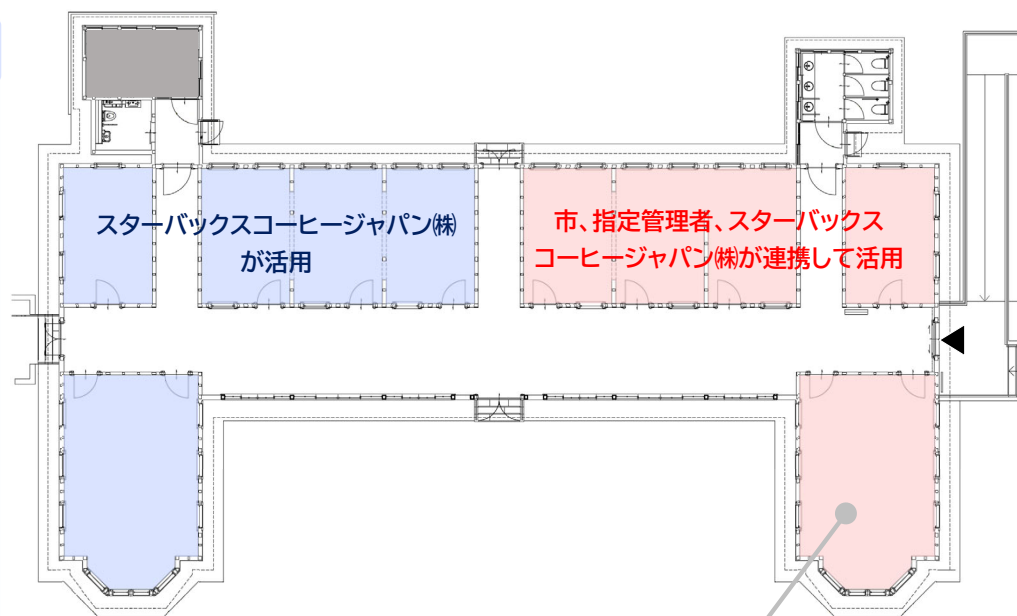 スターバックスコーヒージャパン㈱
が活用
市、指定管理者、スターバックス
コーヒージャパン㈱が連携して活用